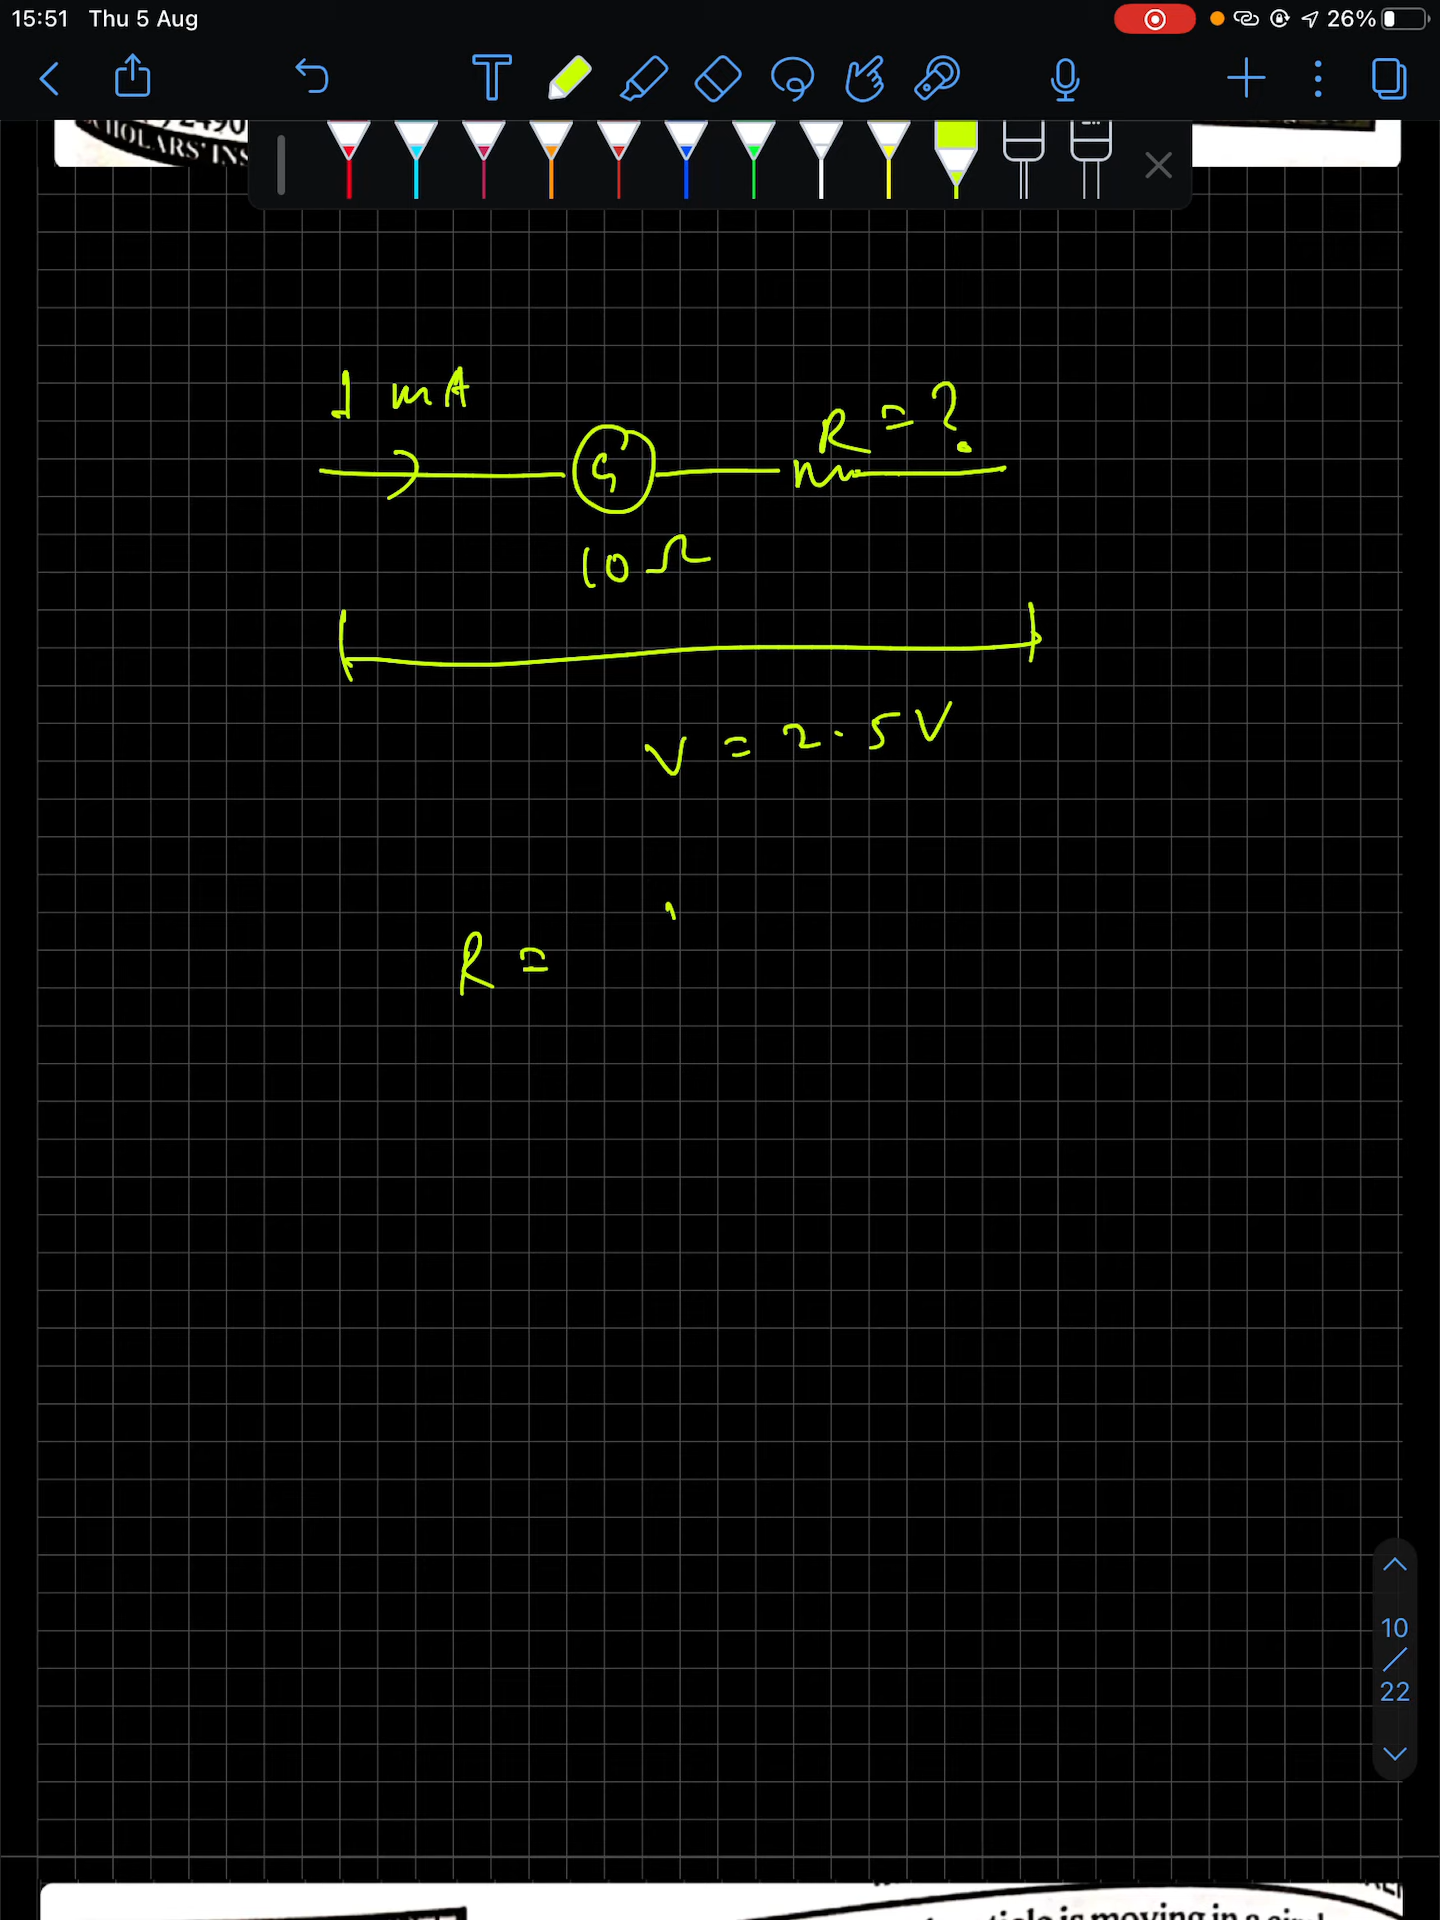 15:51 Thu 5 Aug
26%
1 mA
R = ?
G
10 Ω
V = 2.5 V
R =
10
22